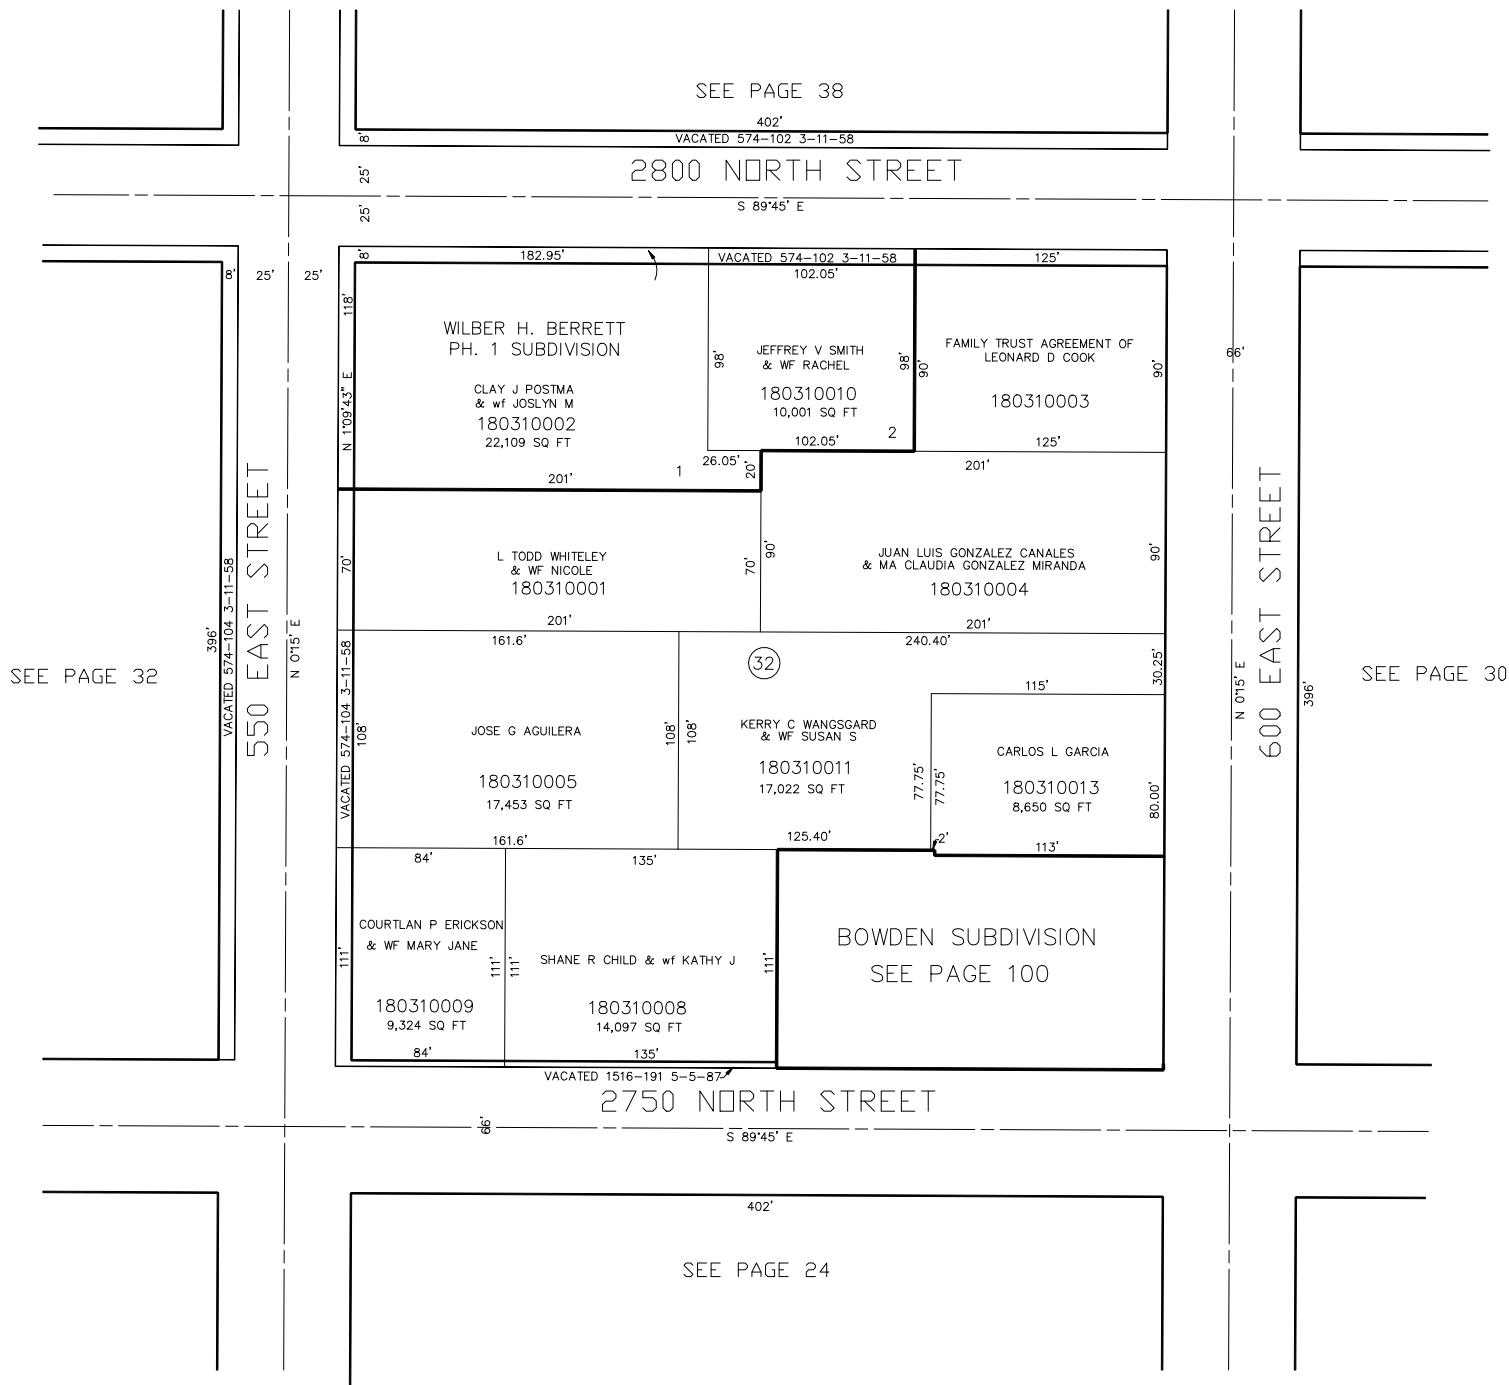 SEE PAGE 38
402'
VACATED 574-102 3-11-58
8'
2800 NORTH STREET
25'
S 89°45' E
25'
8'
182.95'
VACATED 574-102 3-11-58
102.05'
125'
8'
25'
25'
118'
N 1°09'43" E
WILBER H. BERRETT
PH. 1 SUBDIVISION
CLAY J POSTMA
& wf JOSLYN M
180310002
22,109 SQ FT
201'
1
98'
JEFFREY V SMITH
& WF RACHEL
180310010
10,001 SQ FT
98'
102.05'
2
26.05'
20'
90'
FAMILY TRUST AGREEMENT OF
LEONARD D COOK
180310003
90'
125'
66'
201'
70'
L TODD WHITELEY
& WF NICOLE
180310001
70'
201'
90'
JUAN LUIS GONZALEZ CANALES
& MA CLAUDIA GONZALEZ MIRANDA
180310004
90'
201'
SEE PAGE 32
396'
VACATED 574-104 3-11-58
550 EAST STREET
N 0°15' E
VACATED 574-104 3-11-58
161.6'
108'
JOSE G AGUILERA
180310005
17,453 SQ FT
108'
161.6'
32
240.40'
108'
KERRY C WANGSGARD
& WF SUSAN S
180310011
17,022 SQ FT
77.75'
125.40'
30.25'
115'
77.75'
CARLOS L GARCIA
180310013
8,650 SQ FT
80.00'
2'
113'
N 0°15' E
600 EAST STREET
396'
SEE PAGE 30
84'
111'
COURTLAN P ERICKSON
& WF MARY JANE
180310009
9,324 SQ FT
111'
84'
135'
111'
SHANE R CHILD & wf KATHY J
180310008
14,097 SQ FT
111'
135'
BOWDEN SUBDIVISION
SEE PAGE 100
VACATED 1516-191 5-5-87
2750 NORTH STREET
66'
S 89°45' E
402'
SEE PAGE 24